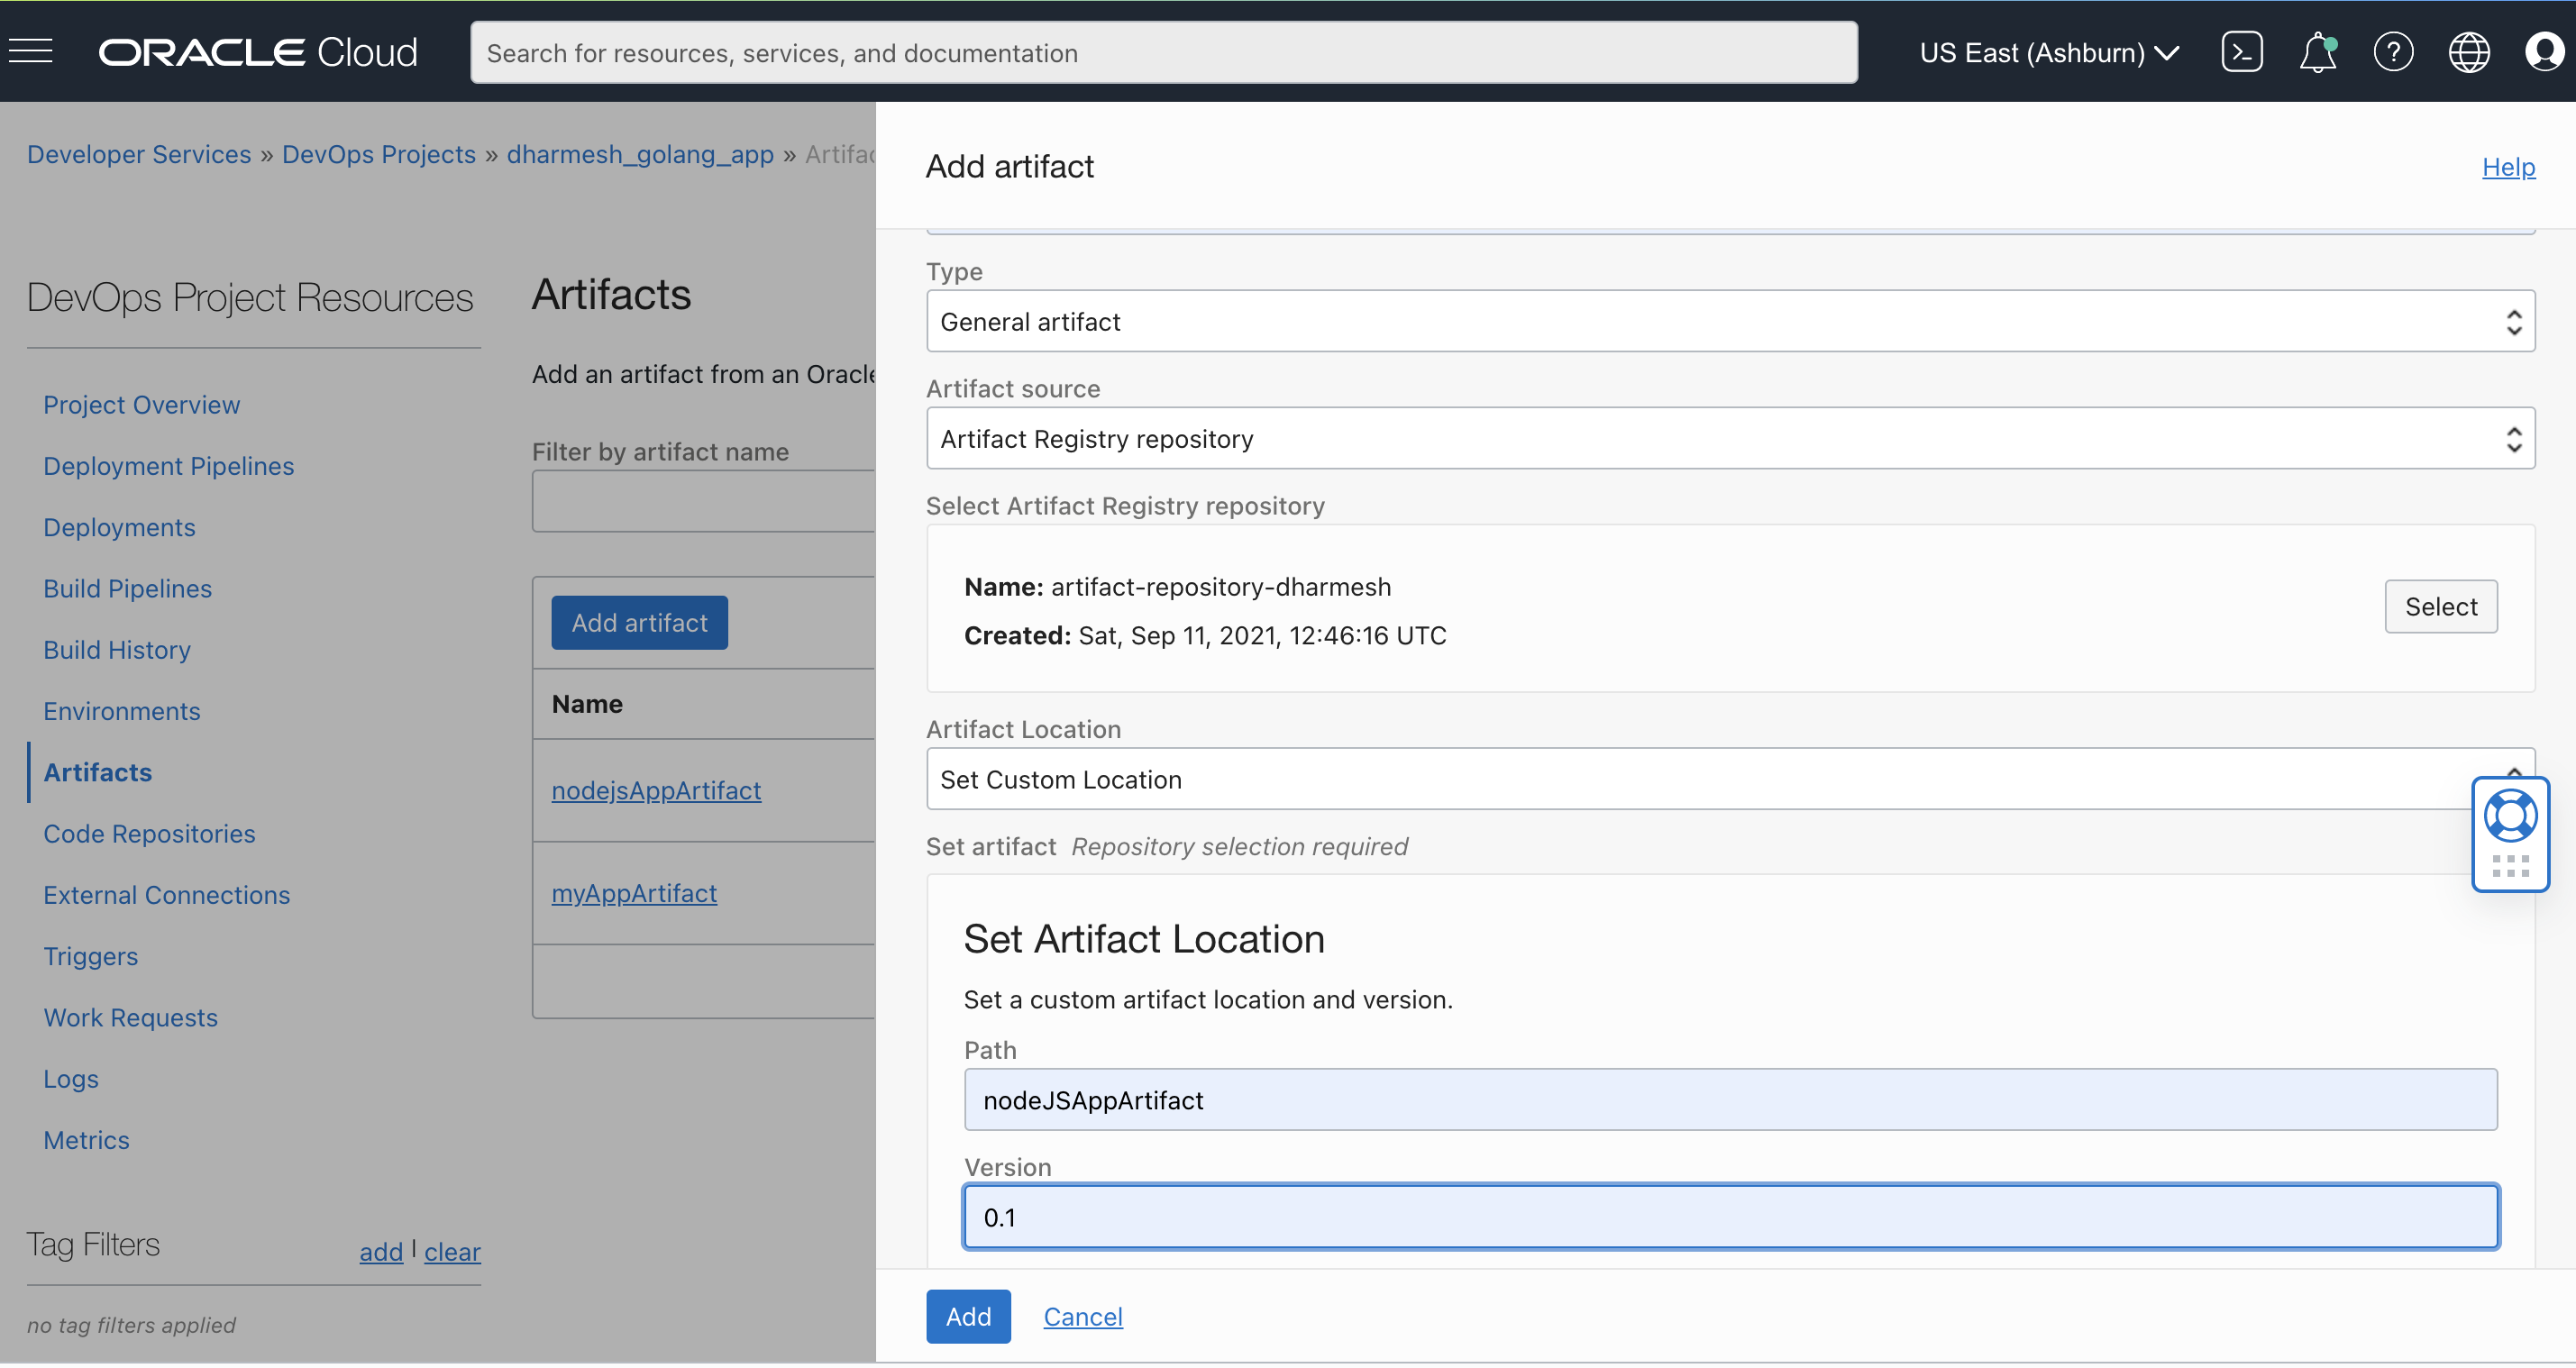 ORACLE Cloud
Search for resources, services, and documentation
US East (Ashburn)
Developer Services » DevOps Projects » dharmesh_golang_app »
DevOps Project Resources
Project Overview
Deployment Pipelines
Deployments
Build Pipelines
Build History
Environments
Artifacts
Code Repositories
External Connections
Triggers
Work Requests
Logs
Metrics
Tag Filters
add | clear
no tag filters applied
Artifacts
Add an artifact from an Oracle
Filter by artifact name
Add artifact
Name
nodejsAppArtifact
myAppArtifact
Add artifact
Help
Type
General artifact
Artifact source
Artifact Registry repository
Select Artifact Registry repository
Name: artifact-repository-dharmesh
Created: Sat, Sep 11, 2021, 12:46:16 UTC
Select
Artifact Location
Set Custom Location
Set artifact Repository selection required
Set Artifact Location
Set a custom artifact location and version.
Path
nodeJSAppArtifact
Version
0.1
Add
Cancel